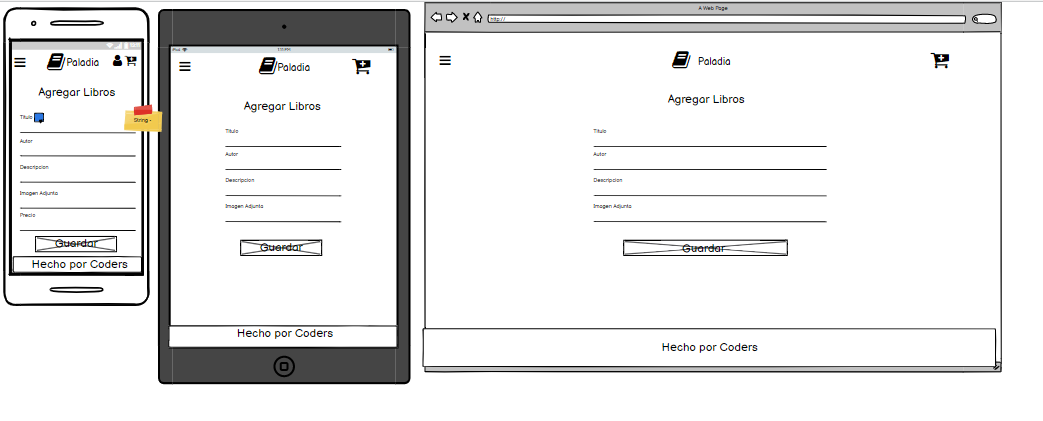 Paladia
Agregar Libros
Titulo
String -
Autor
Descripcion
Imagen Adjunta
Precio
Guardar
Hecho por Coders
iPad
Paladia
Agregar Libros
Titulo
Autor
Descripcion
Imagen Adjunta
Guardar
Hecho por Coders
A Web Page
http://
Paladia
Agregar Libros
Titulo
Autor
Descripcion
Imagen Adjunta
Guardar
Hecho por Coders